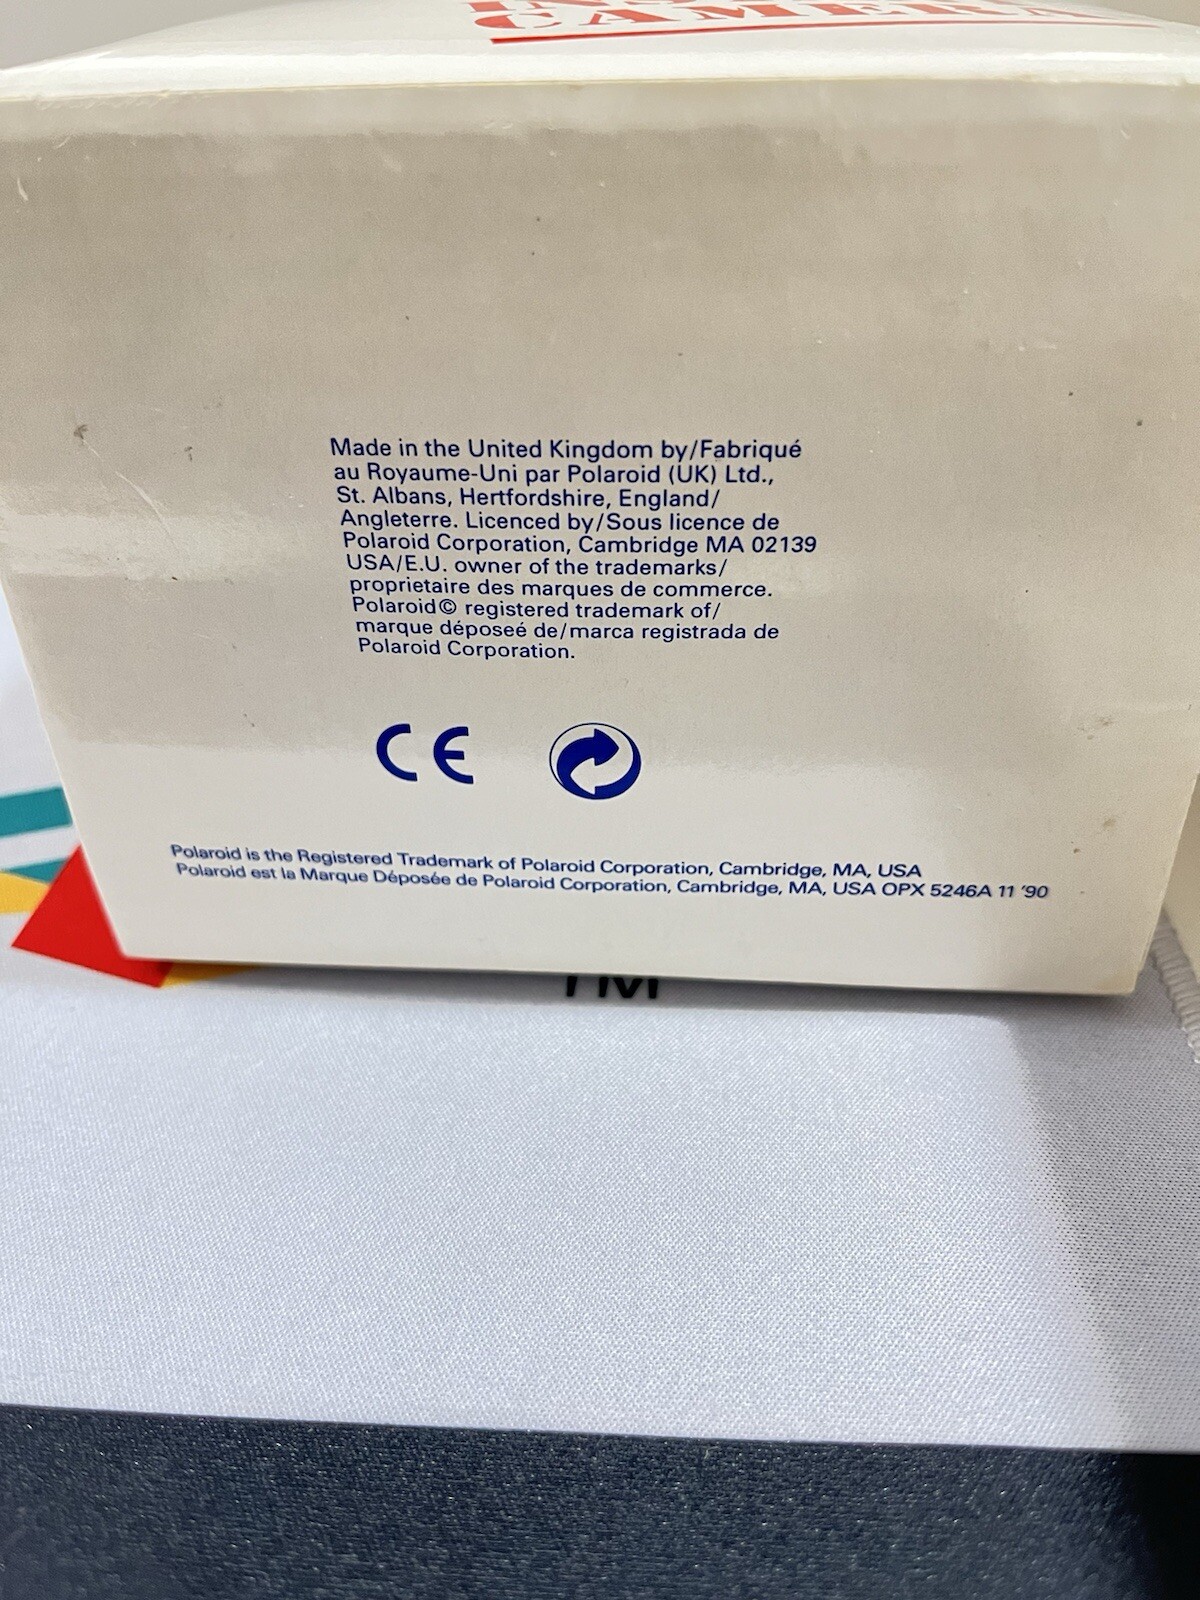 CAMERA
Made in the United Kingdom by/Fabriqué
au Royaume-Uni par Polaroid (UK) Ltd.,
St. Albans, Hertfordshire, England/
Angleterre. Licenced by/Sous licence de
Polaroid Corporation, Cambridge MA 02139
USA/E.U. owner of the trademarks/
proprietaire des marques de commerce.
Polaroid© registered trademark of/
marque déposeé de/marca registrada de
Polaroid Corporation.
CE
Polaroid is the Registered Trademark of Polaroid Corporation, Cambridge, MA, USA
Polaroid est la Marque Déposée de Polaroid Corporation, Cambridge, MA, USA OPX 5246A 11 '90
TM